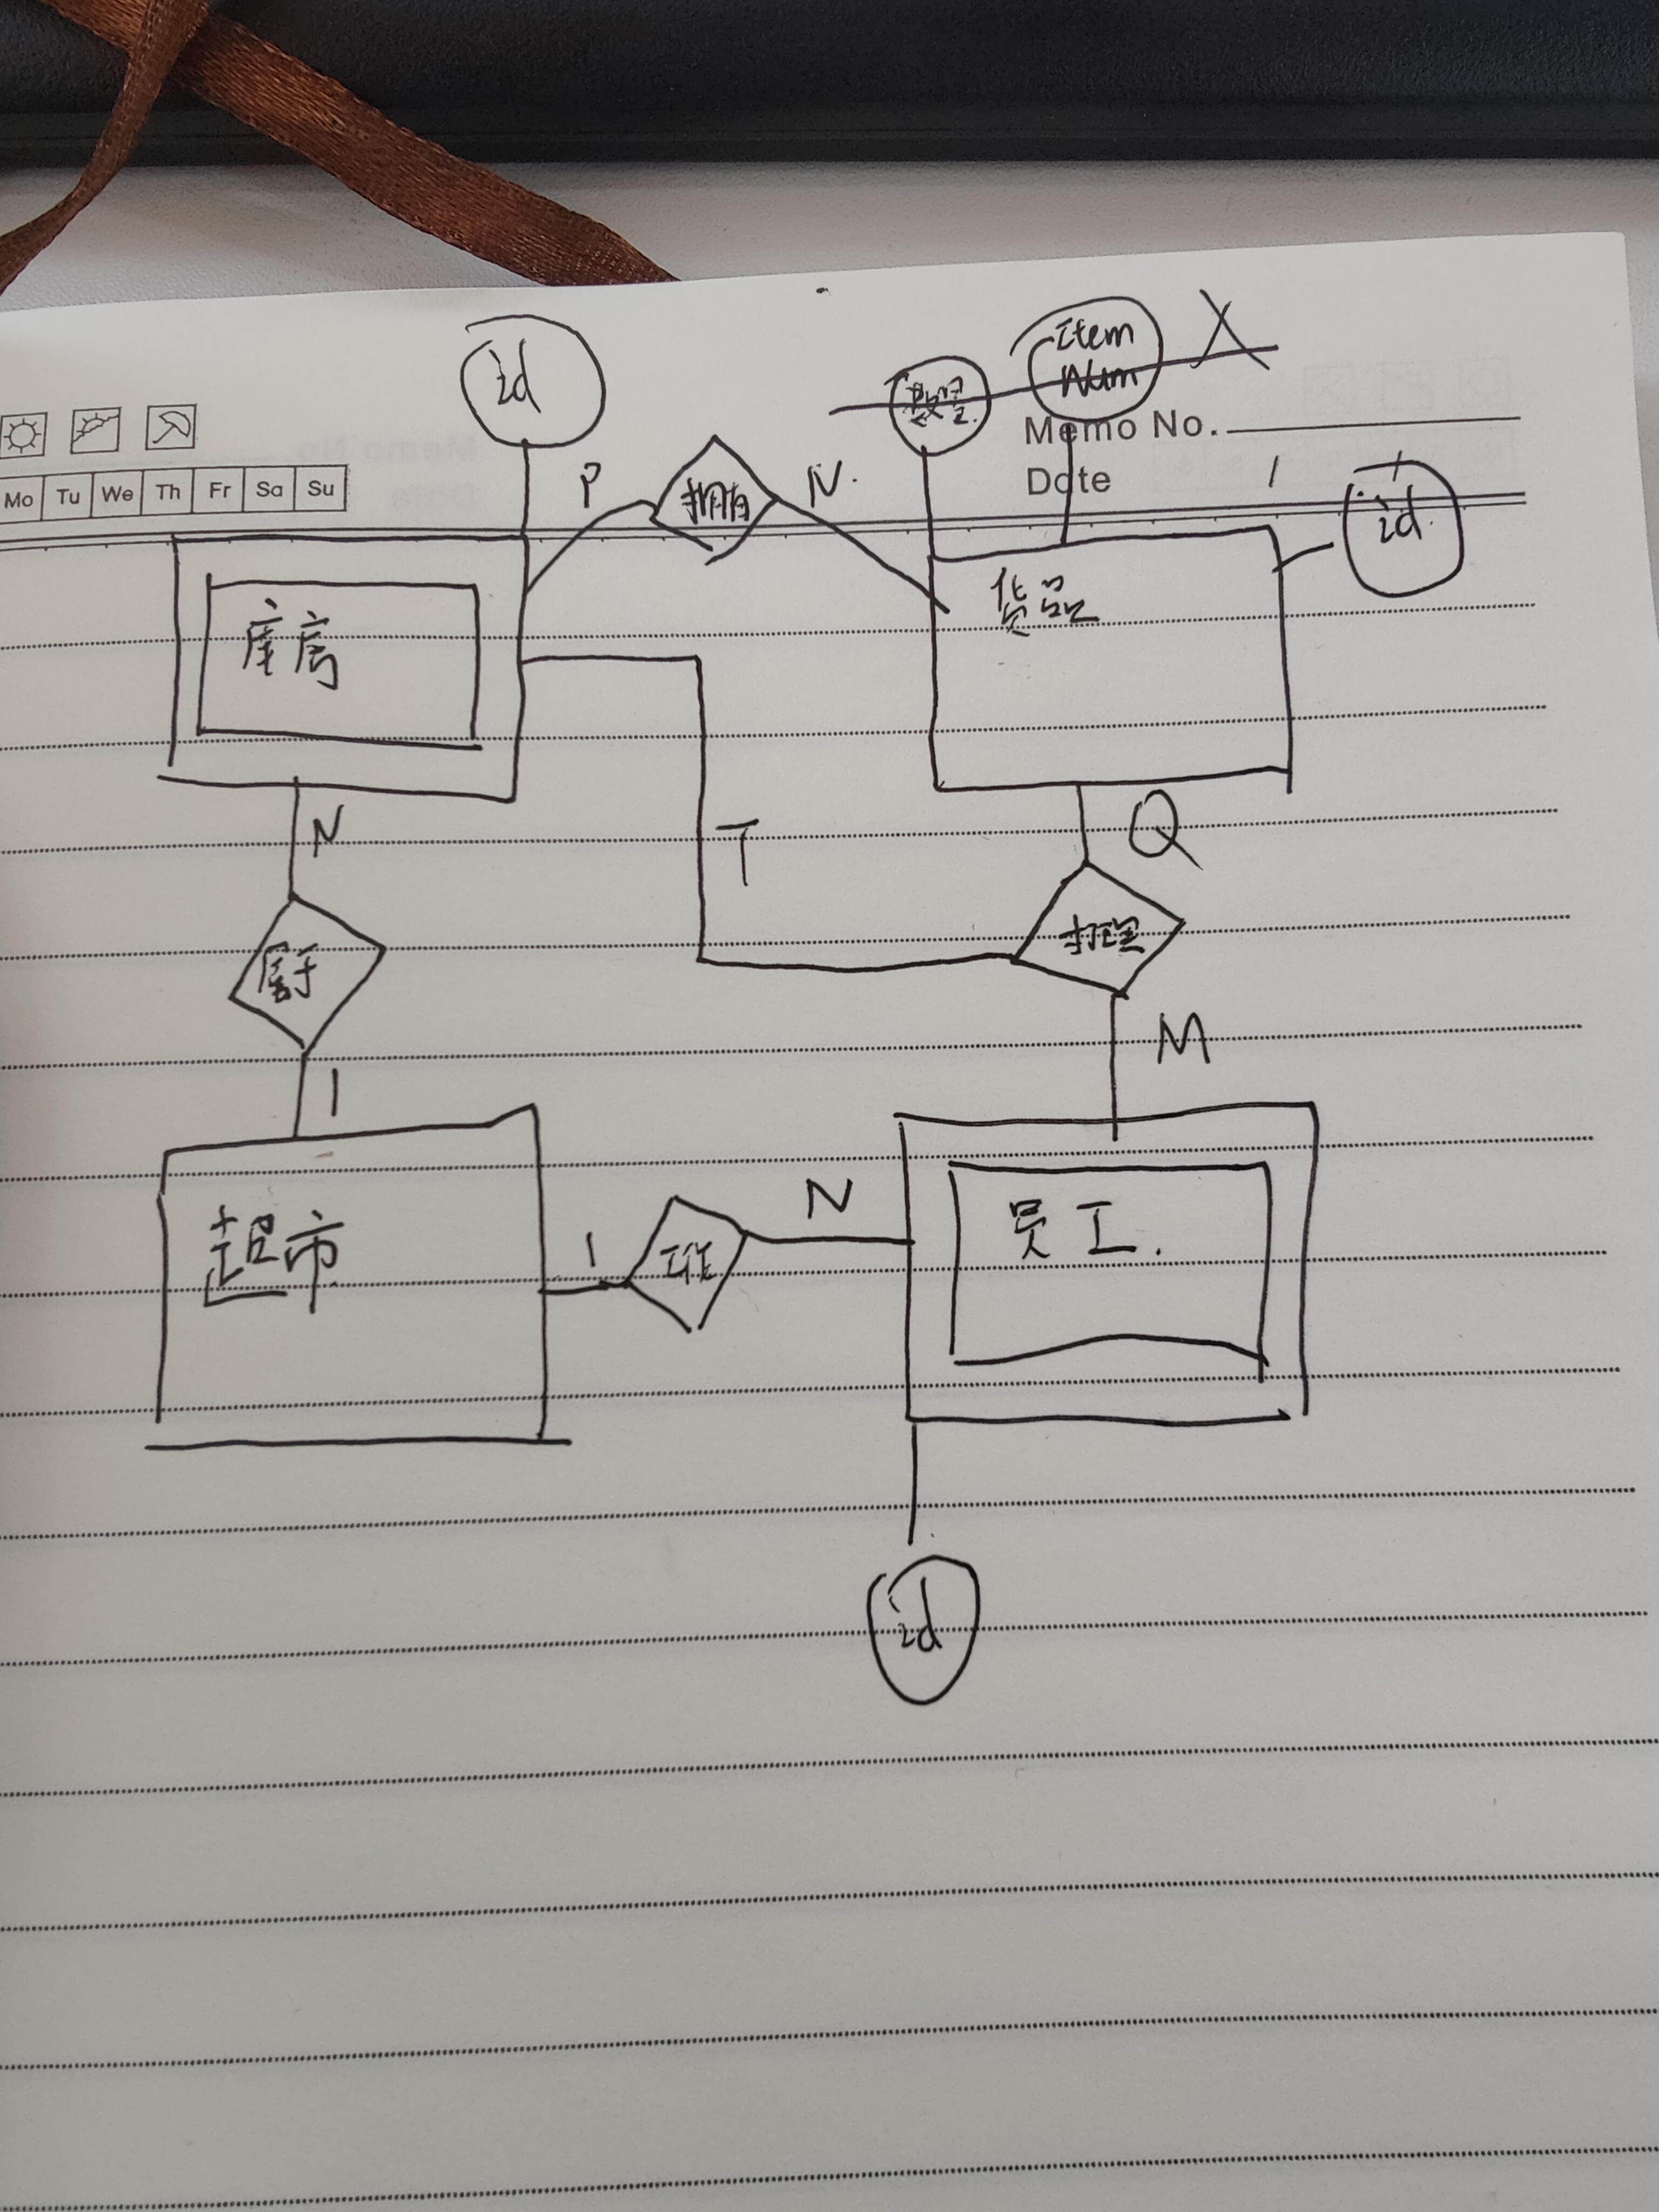 id
数量
Item
Num
X
Memo No.
Mo Tu We Th Fr Sa Su
P
拥有
N.
Date
/ /
id.
库房
货品
N
T
Q
属于
打理
M
1
超市
1
工作
N
员工.
id